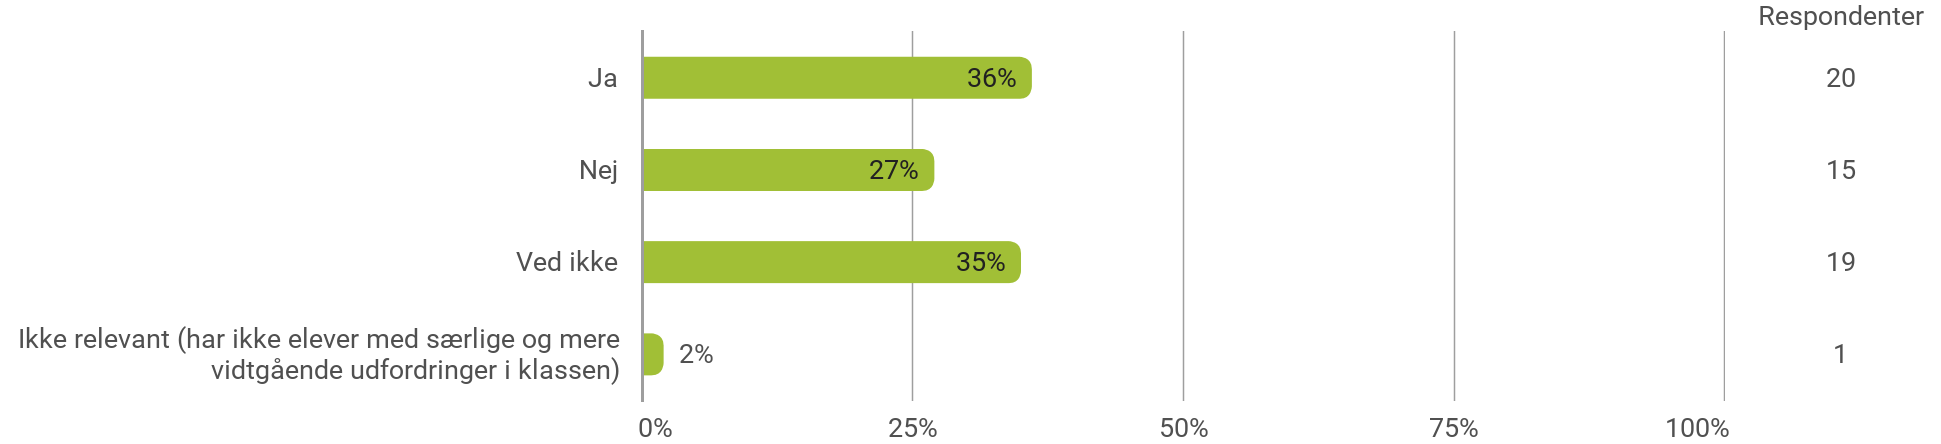 Respondenter
Ja 36% 20
Nej 27% 15
Ved ikke 35% 19
Ikke relevant (har ikke elever med særlige og mere
vidtgående udfordringer i klassen) 2% 1
0% 25% 50% 75% 100%